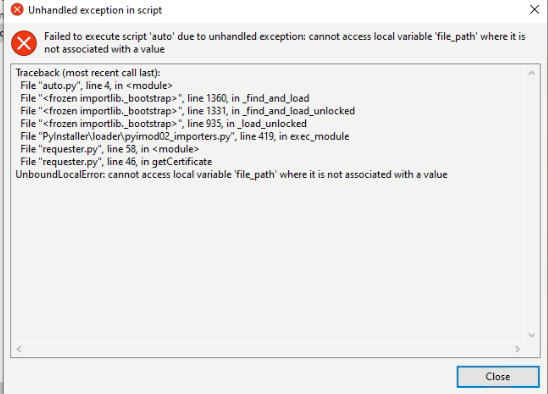 Unhandled exception in script
Failed to execute script 'auto' due to unhandled exception: cannot access local variable 'file_path' where it is
not associated with a value
Traceback (most recent call last):
File "auto.py", line 4, in <module>
File "<frozen importlib._bootstrap>", line 1360, in _find_and_load
File "<frozen importlib._bootstrap>", line 1331, in _find_and_load_unlocked
File "<frozen importlib._bootstrap>", line 935, in _load_unlocked
File "PyInstaller\loader\pyimod02_importers.py", line 419, in exec_module
File "requester.py", line 58, in <module>
File "requester.py", line 46, in getCertificate
UnboundLocalError: cannot access local variable 'file_path' where it is not associated with a value
Close